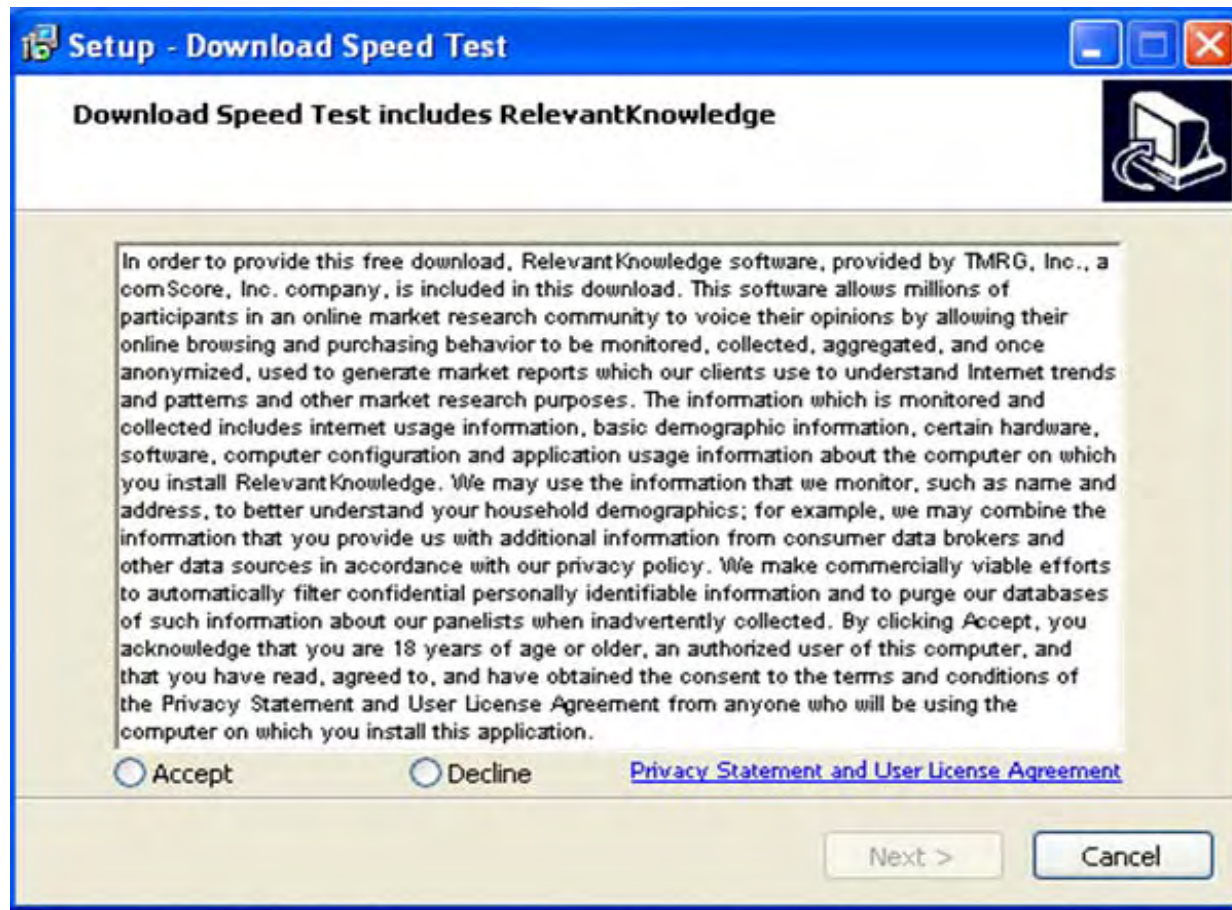 Setup - Download Speed Test
Download Speed Test includes RelevantKnowledge
In order to provide this free download, RelevantKnowledge software, provided by TMRG, Inc., a
comScore, Inc. company, is included in this download. This software allows millions of
participants in an online market research community to voice their opinions by allowing their
online browsing and purchasing behavior to be monitored, collected, aggregated, and once
anonymized, used to generate market reports which our clients use to understand Internet trends
and patterns and other market research purposes. The information which is monitored and
collected includes internet usage information, basic demographic information, certain hardware,
software, computer configuration and application usage information about the computer on which
you install RelevantKnowledge. We may use the information that we monitor, such as name and
address, to better understand your household demographics; for example, we may combine the
information that you provide us with additional information from consumer data brokers and
other data sources in accordance with our privacy policy. We make commercially viable efforts
to automatically filter confidential personally identifiable information and to purge our databases
of such information about our panelists when inadvertently collected. By clicking Accept, you
acknowledge that you are 18 years of age or older, an authorized user of this computer, and
that you have read, agreed to, and have obtained the consent to the terms and conditions of
the Privacy Statement and User License Agreement from anyone who will be using the
computer on which you install this application.
Accept Decline Privacy Statement and User License Agreement
Next > Cancel